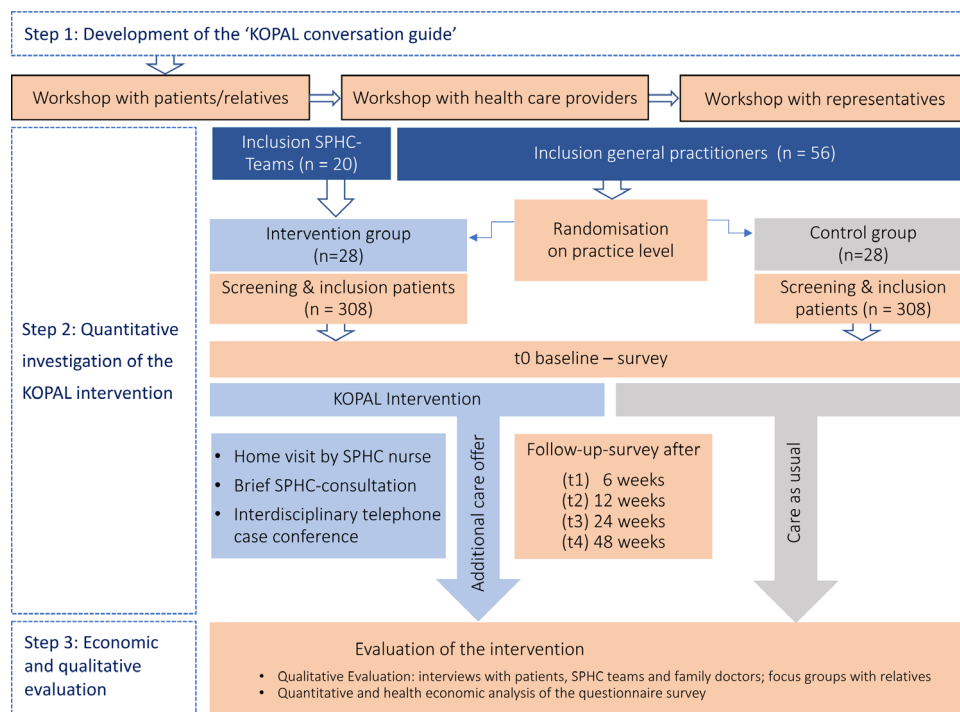 Step 1: Development of the ‘KOPAL conversation guide’
Workshop with patients/relatives
Workshop with health care providers
Workshop with representatives
Step 2: Quantitative
investigation of the
KOPAL intervention
Inclusion SPHC-
Teams (n = 20)
Inclusion general practitioners (n = 56)
Intervention group
(n=28)
Randomisation
on practice level
Control group
(n=28)
Screening & inclusion patients
(n = 308)
Screening & inclusion
patients (n = 308)
t0 baseline – survey
KOPAL Intervention
• Home visit by SPHC nurse
• Brief SPHC-consultation
• Interdisciplinary telephone
case conference
Additional care offer
Follow-up-survey after
(t1) 6 weeks
(t2) 12 weeks
(t3) 24 weeks
(t4) 48 weeks
Care as usual
Step 3: Economic
and qualitative
evaluation
Evaluation of the intervention
• Qualitative Evaluation: interviews with patients, SPHC teams and family doctors; focus groups with relatives
• Quantitative and health economic analysis of the questionnaire survey